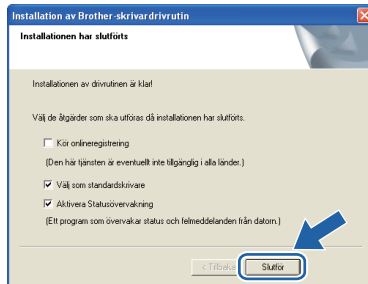 Installation av Brother-skrivardrivrutin
Installationen har slutförts
Installationen av drivrutinen är klar!
Välj de åtgärder som ska utföras då installationen har slutförts.
Kör onlineregistrering
(Den här tjänsten är eventuellt inte tillgänglig i alla länder.)
Välj som standardskrivare
Aktivera Statusövervakning
(Ett program som övervakar status och felmeddelanden från datorn.)
< Tillbaka
Slutför